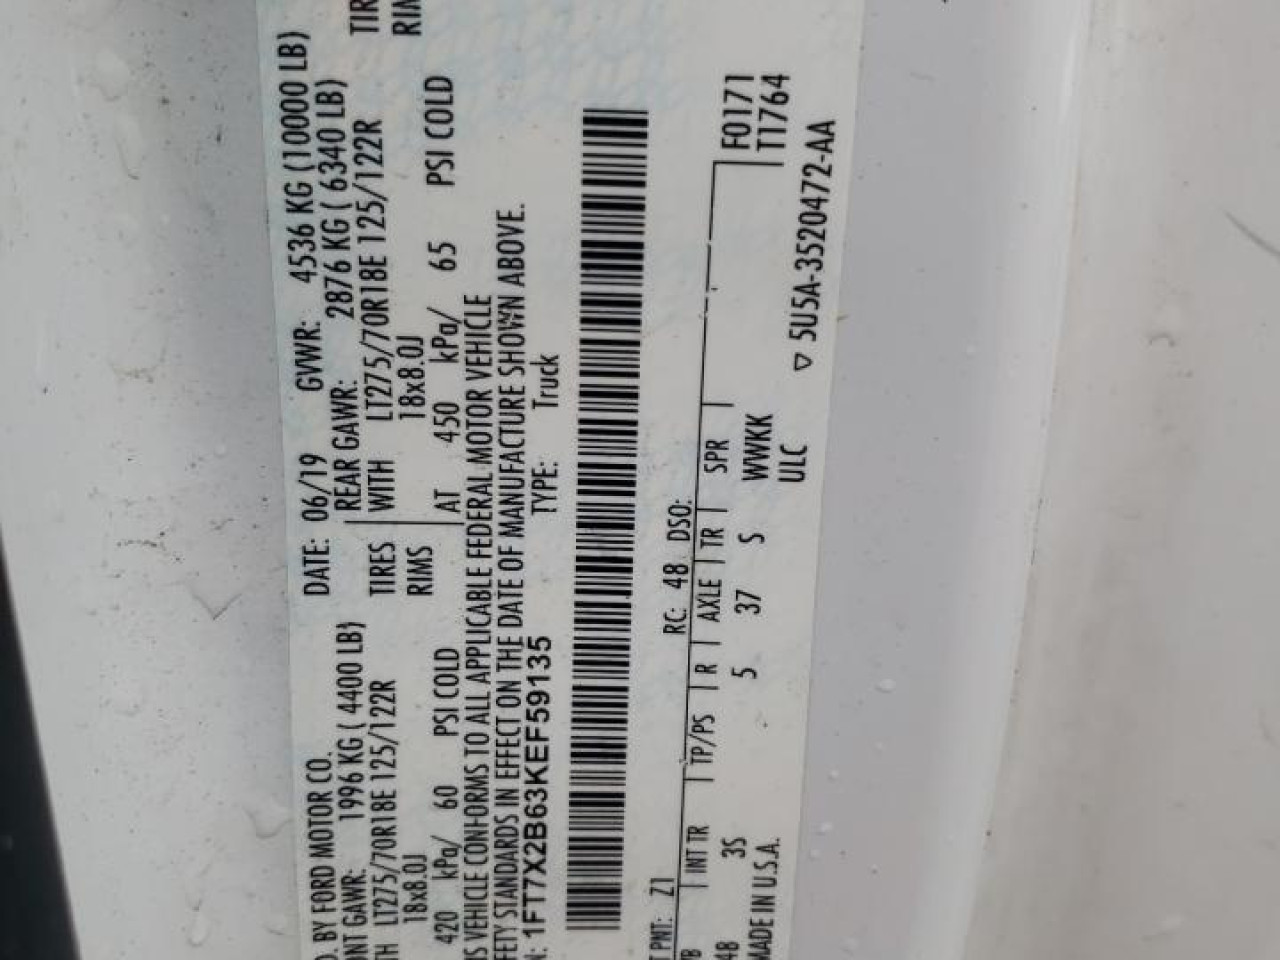 D. BY FORD MOTOR CO. DATE: 06/19 GVWR: 4536 KG (10000 LB)
NT GAWR: 1996 KG ( 4400 LB) REAR GAWR: 2876 KG ( 6340 LB)
TH LT275/70R18E 125/122R TIRES WITH LT275/70R18E 125/122R TIR
18x8.0J RIMS 18x8.0J RIM
420 kPa/ 60 PSI COLD AT 450 kPa/ 65 PSI COLD
IS VEHICLE CONFORMS TO ALL APPLICABLE FEDERAL MOTOR VEHICLE
FETY STANDARDS IN EFFECT ON THE DATE OF MANUFACTURE SHOWN ABOVE.
N: 1FT7X2B63KEF59135 TYPE: Truck
T PMT: Z1 RC: 48 DSO:
VB INT TR TP/PS R AXLE TR SPR F0171
48 3S 5 37 S WWKK T1764
MADE IN U.S.A. ULC
▽ 5U5A-3520472-AA